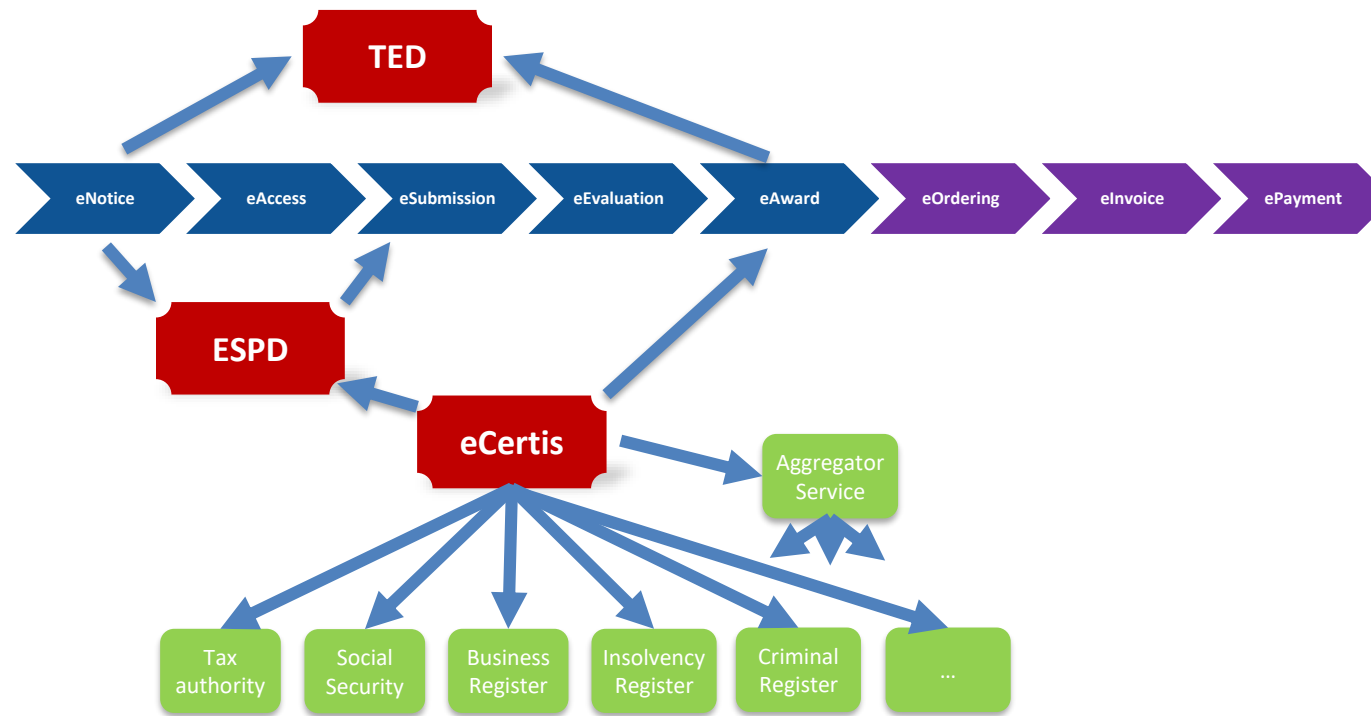 TED
eNotice
eAccess
eSubmission
eEvaluation
eAward
eOrdering
eInvoice
ePayment
ESPD
eCertis
Aggregator
Service
Tax
authority
Social
Security
Business
Register
Insolvency
Register
Criminal
Register
...